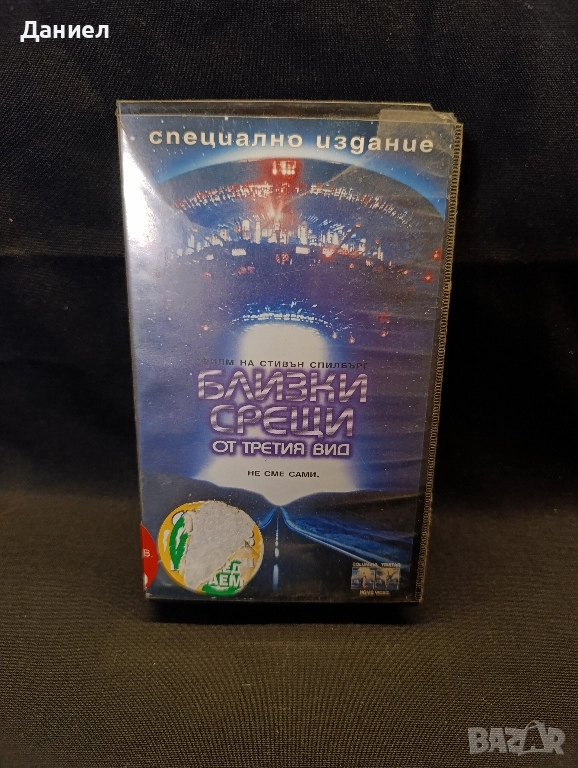 Даниел
специално издание
ФИЛМ НА СТИВЪН СПИЛБЪРГ
БЛИЗКИ
СРЕЩИ
ОТ ТРЕТИЯ ВИД
НЕ СМЕ САМИ.
В
COLUMBIA TRISTAR
HOME VIDEO
BAZAR